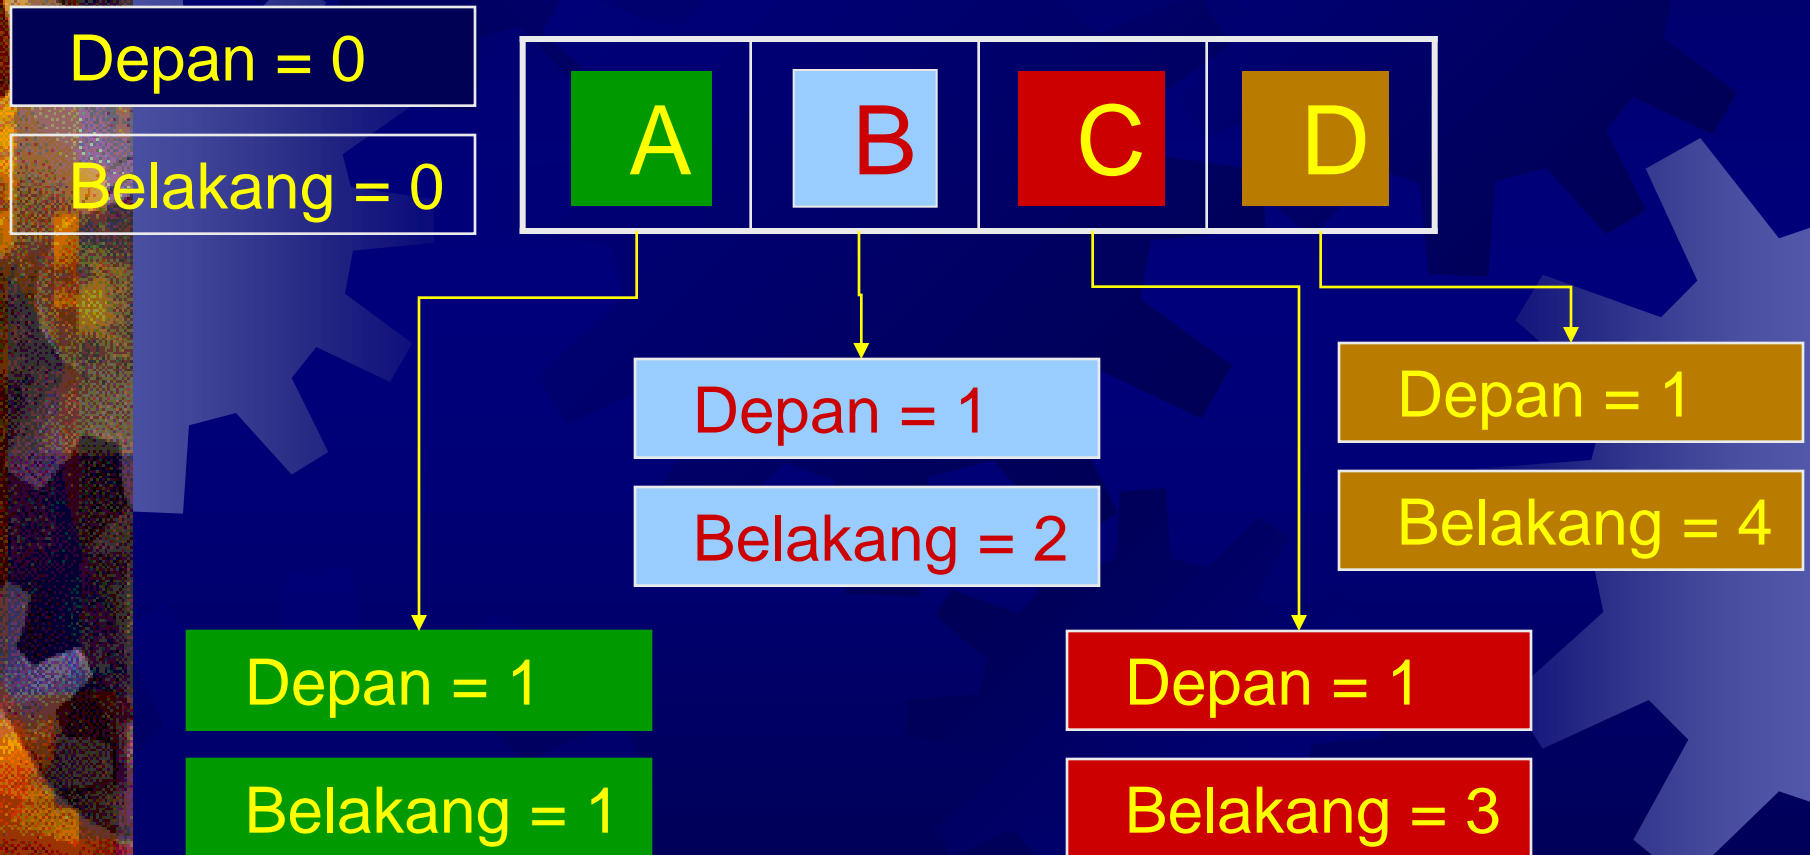 Depan = 0
Belakang = 0
A B C D
Depan = 1
Belakang = 2
Depan = 1
Belakang = 4
Depan = 1
Belakang = 1
Depan = 1
Belakang = 3